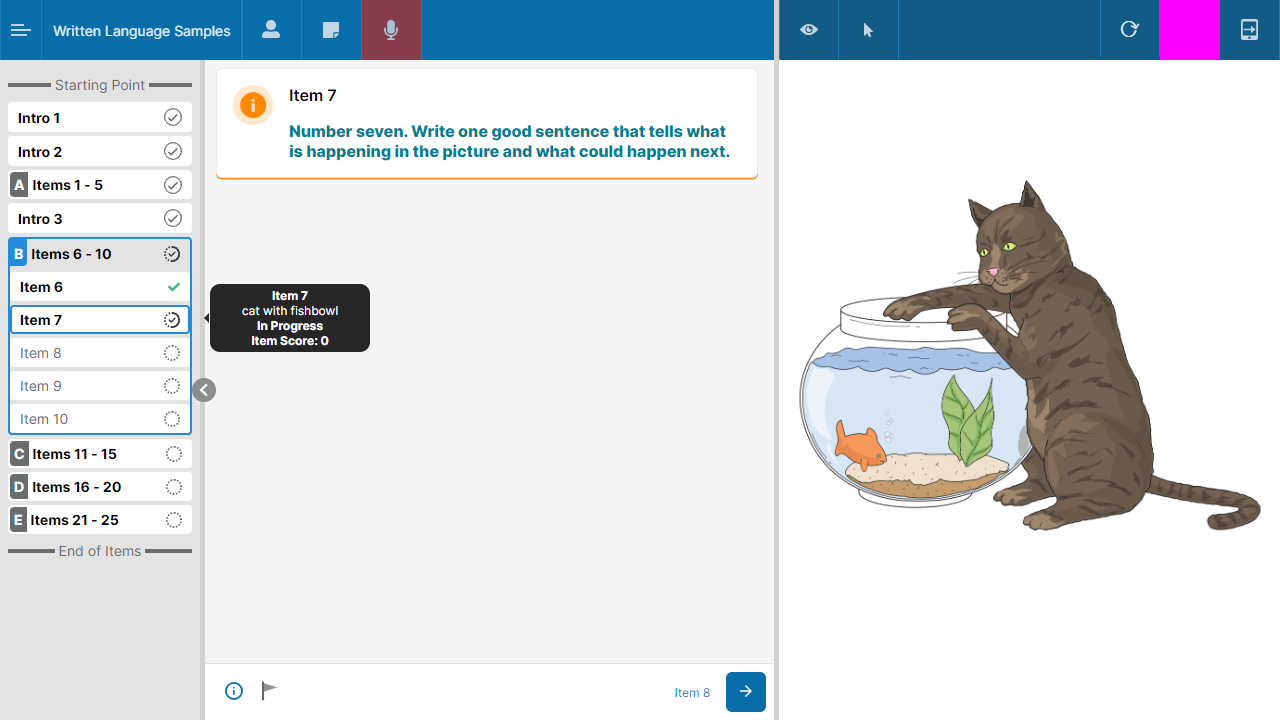 Written Language Samples
Starting Point
Intro 1
Intro 2
A Items 1 - 5
Intro 3
B Items 6 - 10
Item 6
Item 7
Item 8
Item 9
Item 10
C Items 11 - 15
D Items 16 - 20
E Items 21 - 25
End of Items
Item 7
Number seven. Write one good sentence that tells what
is happening in the picture and what could happen next.
Item 7
cat with fishbowl
In Progress
Item Score: 0
Item 8